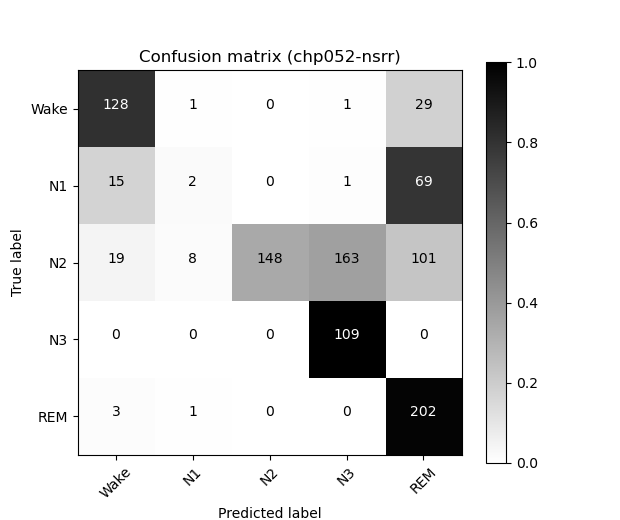 Confusion matrix (chp052-nsrr)
True label
Wake 128 1 0 1 29
N1 15 2 0 1 69
N2 19 8 148 163 101
N3 0 0 0 109 0
REM 3 1 0 0 202
Wake N1 N2 N3 REM
Predicted label
1.0
0.8
0.6
0.4
0.2
0.0